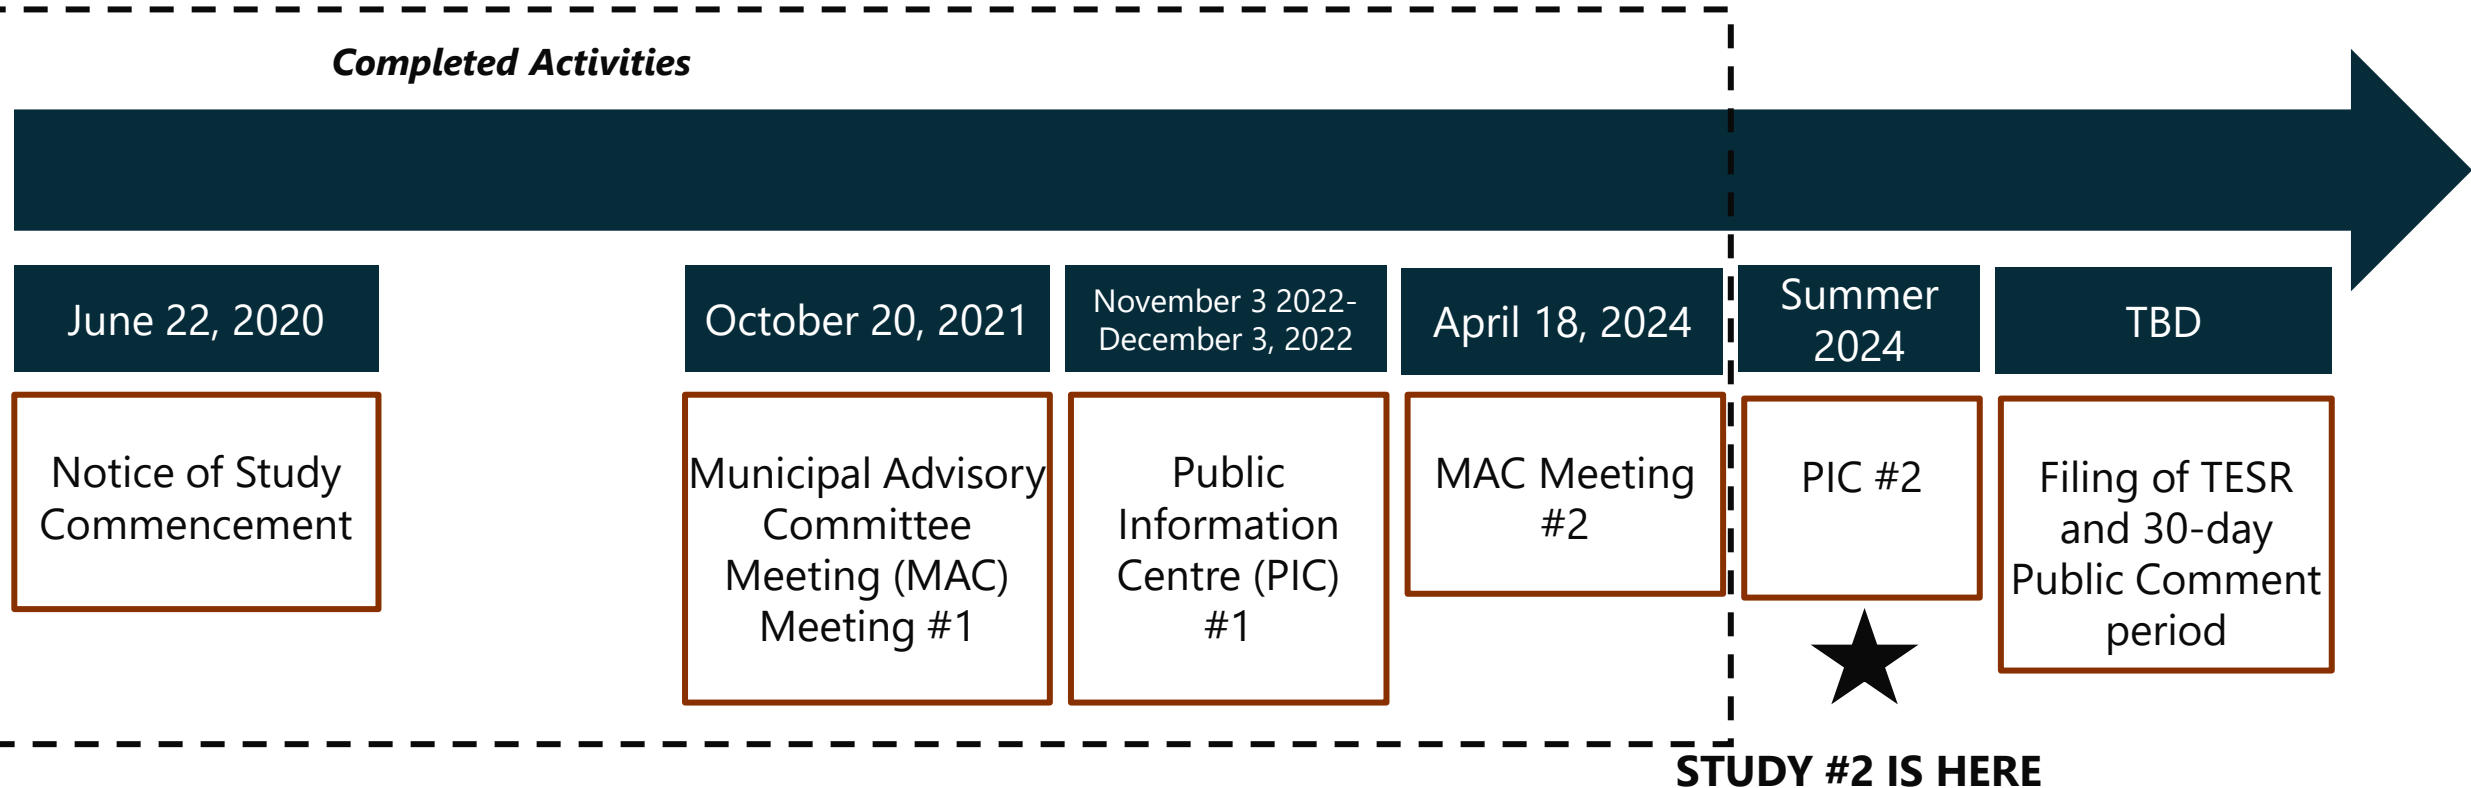 Completed Activities
June 22, 2020
October 20, 2021
November 3 2022-
December 3, 2022
April 18, 2024
Summer
2024
TBD
Notice of Study
Commencement
Municipal Advisory
Committee
Meeting (MAC)
Meeting #1
Public
Information
Centre (PIC)
#1
MAC Meeting
#2
PIC #2
Filing of TESR
and 30-day
Public Comment
period
STUDY #2 IS HERE